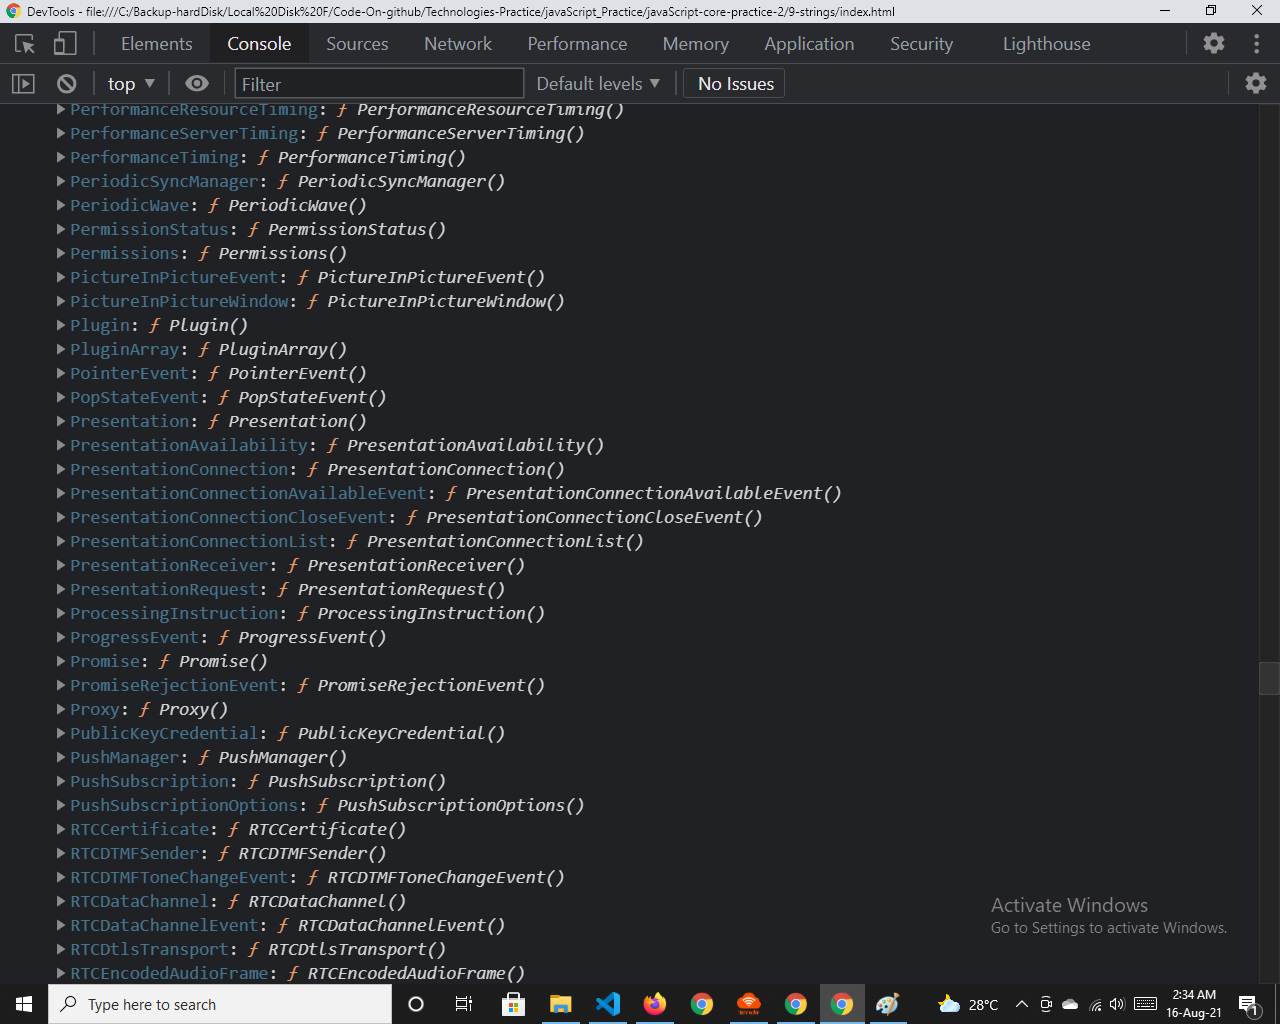 DevTools - file:///C:/Backup-hardDisk/Local%20Disk%20F/Code-On-github/Technologies-Practice/javaScript_Practice/javaScript-core-practice-2/9-strings/index.html
Elements Console Sources Network Performance Memory Application Security Lighthouse
top ▼ Filter Default levels ▼ No Issues
PerformanceResourceTiming: ƒ PerformanceResourceTiming()
PerformanceServerTiming: ƒ PerformanceServerTiming()
PerformanceTiming: ƒ PerformanceTiming()
PeriodicSyncManager: ƒ PeriodicSyncManager()
PeriodicWave: ƒ PeriodicWave()
PermissionStatus: ƒ PermissionStatus()
Permissions: ƒ Permissions()
PictureInPictureEvent: ƒ PictureInPictureEvent()
PictureInPictureWindow: ƒ PictureInPictureWindow()
Plugin: ƒ Plugin()
PluginArray: ƒ PluginArray()
PointerEvent: ƒ PointerEvent()
PopStateEvent: ƒ PopStateEvent()
Presentation: ƒ Presentation()
PresentationAvailability: ƒ PresentationAvailability()
PresentationConnection: ƒ PresentationConnection()
PresentationConnectionAvailableEvent: ƒ PresentationConnectionAvailableEvent()
PresentationConnectionCloseEvent: ƒ PresentationConnectionCloseEvent()
PresentationConnectionList: ƒ PresentationConnectionList()
PresentationReceiver: ƒ PresentationReceiver()
PresentationRequest: ƒ PresentationRequest()
ProcessingInstruction: ƒ ProcessingInstruction()
ProgressEvent: ƒ ProgressEvent()
Promise: ƒ Promise()
PromiseRejectionEvent: ƒ PromiseRejectionEvent()
Proxy: ƒ Proxy()
PublicKeyCredential: ƒ PublicKeyCredential()
PushManager: ƒ PushManager()
PushSubscription: ƒ PushSubscription()
PushSubscriptionOptions: ƒ PushSubscriptionOptions()
RTCCertificate: ƒ RTCCertificate()
RTCDTMFSender: ƒ RTCDTMFSender()
RTCDTMFToneChangeEvent: ƒ RTCDTMFToneChangeEvent()
RTCDataChannel: ƒ RTCDataChannel()
RTCDataChannelEvent: ƒ RTCDataChannelEvent()
RTCDtlsTransport: ƒ RTCDtlsTransport()
RTCEncodedAudioFrame: ƒ RTCEncodedAudioFrame()
Activate Windows
Go to Settings to activate Windows.
Type here to search
28°C
2:34 AM
16-Aug-21
1